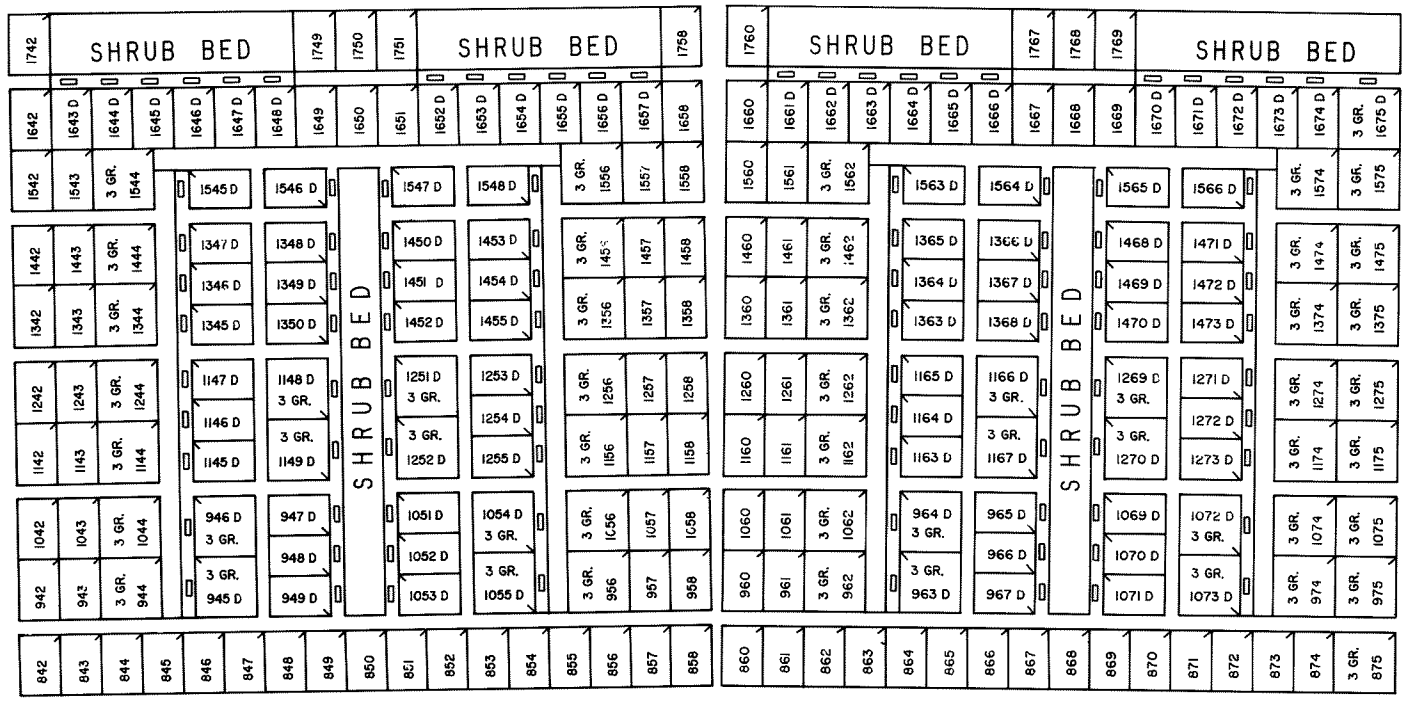 1742 SHRUB BED 1749 1750 1751 SHRUB BED 1758 1760 SHRUB BED 1767 1768 1769 SHRUB BED
1642 1643 D 1644 D 1645 D 1646 D 1647 D 1648 D 1649 1650 1651 1652 D 1653 D 1654 D 1655 D 1656 D 1657 D 1658 1660 1661 D 1662 D 1663 D 1664 D 1665 D 1666 D 1667 1668 1669 1670 D 1671 D 1672 D 1673 D 1674 D 3 GR. 1675 D
1542 1543 3 GR. 1544 1545 D 1546 D 1547 D 1548 D 3 GR. 1556 1557 1558 1560 1561 3 GR. 1562 1563 D 1564 D 1565 D 1566 D 3 GR. 1574 3 GR. 1575
1442 1443 3 GR. 1444 1347 D 1348 D 1450 D 1453 D 3 GR. 1457 1458 1460 1461 3 GR. 1462 1365 D 1366 D 1468 D 1471 D 3 GR. 1474 3 GR. 1475
1346 D 1349 D 1451 D 1454 D 1364 D 1367 D 1469 D 1472 D
1342 1343 3 GR. 1344 1345 D 1350 D 1452 D 1455 D 3 GR. 1356 1357 1358 1360 1361 3 GR. 1362 1363 D 1368 D 1470 D 1473 D 3 GR. 1374 3 GR. 1375
SHRUB BED SHRUB BED
1242 1243 3 GR. 1244 1147 D 1148 D 3 GR. 1251 D 3 GR. 1253 D 3 GR. 1256 1257 1258 1260 1261 3 GR. 1262 1165 D 1166 D 3 GR. 1269 D 3 GR. 1271 D 3 GR. 1274 3 GR. 1275
1146 D 1254 D 1164 D 1272 D
1142 1143 3 GR. 1144 1145 D 3 GR. 1149 D 3 GR. 1252 D 1255 D 3 GR. 1156 1157 1158 1160 1161 3 GR. 1162 1163 D 3 GR. 1167 D 3 GR. 1270 D 1273 D 3 GR. 1174 3 GR. 1175
1042 1043 3 GR. 1044 946 D 3 GR. 947 D 1051 D 1054 D 3 GR. 3 GR. 1056 1057 1058 1060 1061 3 GR. 1062 964 D 3 GR. 965 D 1069 D 1072 D 3 GR. 3 GR. 1074 3 GR. 1075
948 D 1052 D 966 D 1070 D
942 943 3 GR. 944 3 GR. 945 D 949 D 1053 D 3 GR. 1055 D 3 GR. 956 957 958 960 961 3 GR. 962 3 GR. 963 D 967 D 1071 D 3 GR. 1073 D 3 GR. 974 3 GR. 975
842 843 844 845 846 847 848 849 850 851 852 853 854 855 856 857 858 860 861 862 863 864 865 866 867 868 869 870 871 872 873 874 3 GR. 875